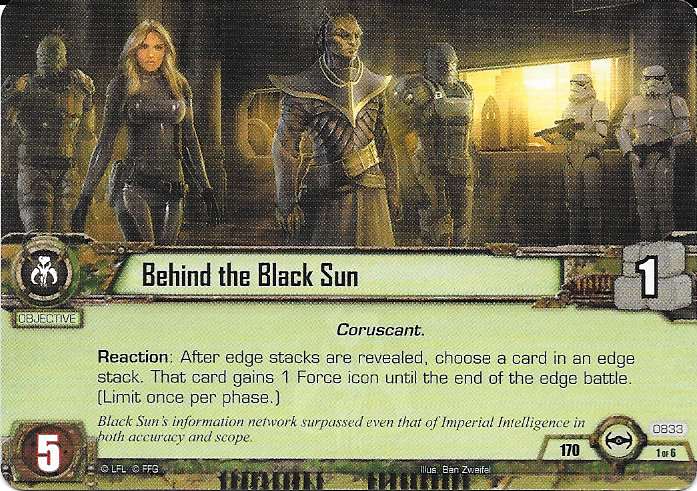 Behind the Black Sun
1
OBJECTIVE
Coruscant.
Reaction: After edge stacks are revealed, choose a card in an edge
stack. That card gains 1 Force icon until the end of the edge battle.
(Limit once per phase.)
Black Sun's information network surpassed even that of Imperial Intelligence in
both accuracy and scope.
5
170
0833
1 of 6
© LFL © FFG
Illus. Ben Zweifel